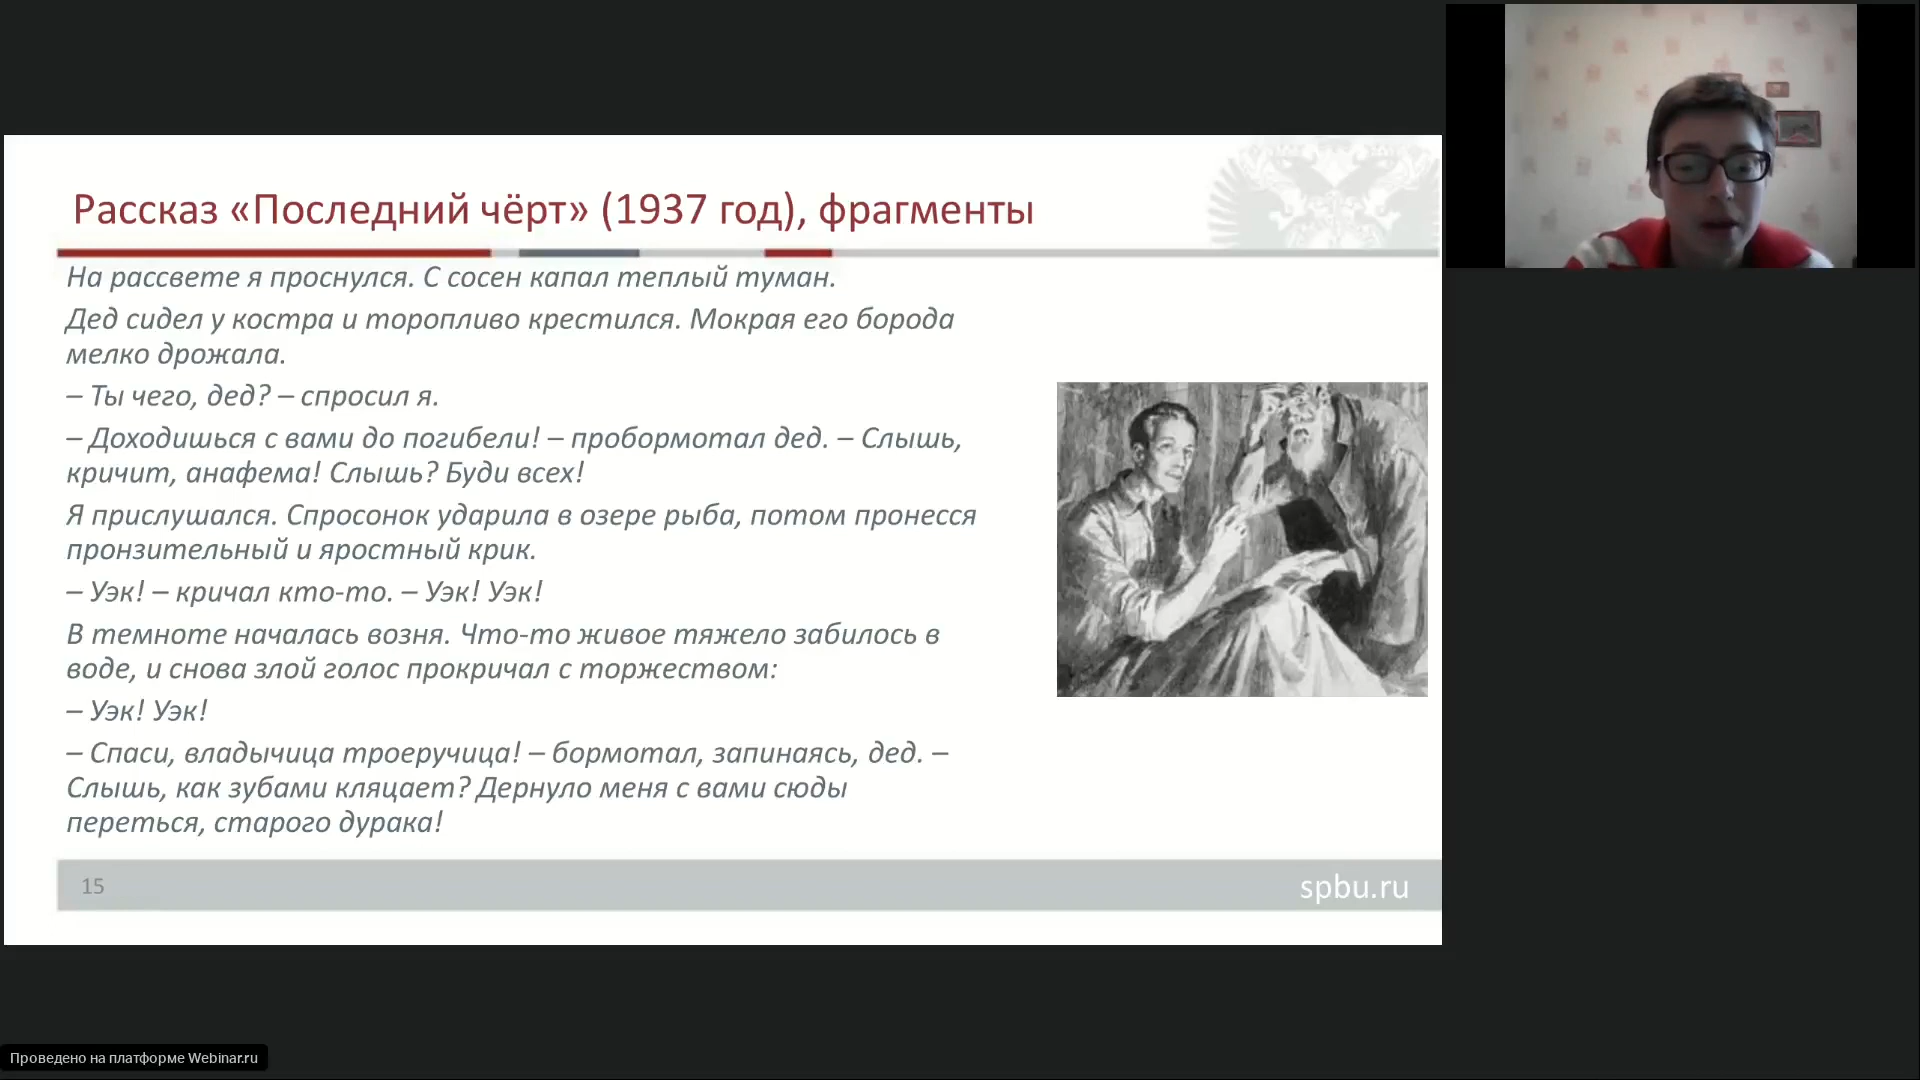 Рассказ «Последний чёрт» (1937 год), фрагменты
На рассвете я проснулся. С сосен капал теплый туман.
Дед сидел у костра и торопливо крестился. Мокрая его борода
мелко дрожала.
– Ты чего, дед? – спросил я.
– Доходишься с вами до погибели! – пробормотал дед. – Слышь,
кричит, анафема! Слышь? Буди всех!
Я прислушался. Спросонок ударила в озере рыба, потом пронесся
пронзительный и яростный крик.
– Уэк! – кричал кто-то. – Уэк! Уэк!
В темноте началась возня. Что-то живое тяжело забилось в
воде, и снова злой голос прокричал с торжеством:
– Уэк! Уэк!
– Спаси, владычица троеручица! – бормотал, запинаясь, дед. –
Слышь, как зубами кляцает? Дернуло меня с вами сюды
переться, старого дурака!
15
spbu.ru
Проведено на платформе Webinar.ru